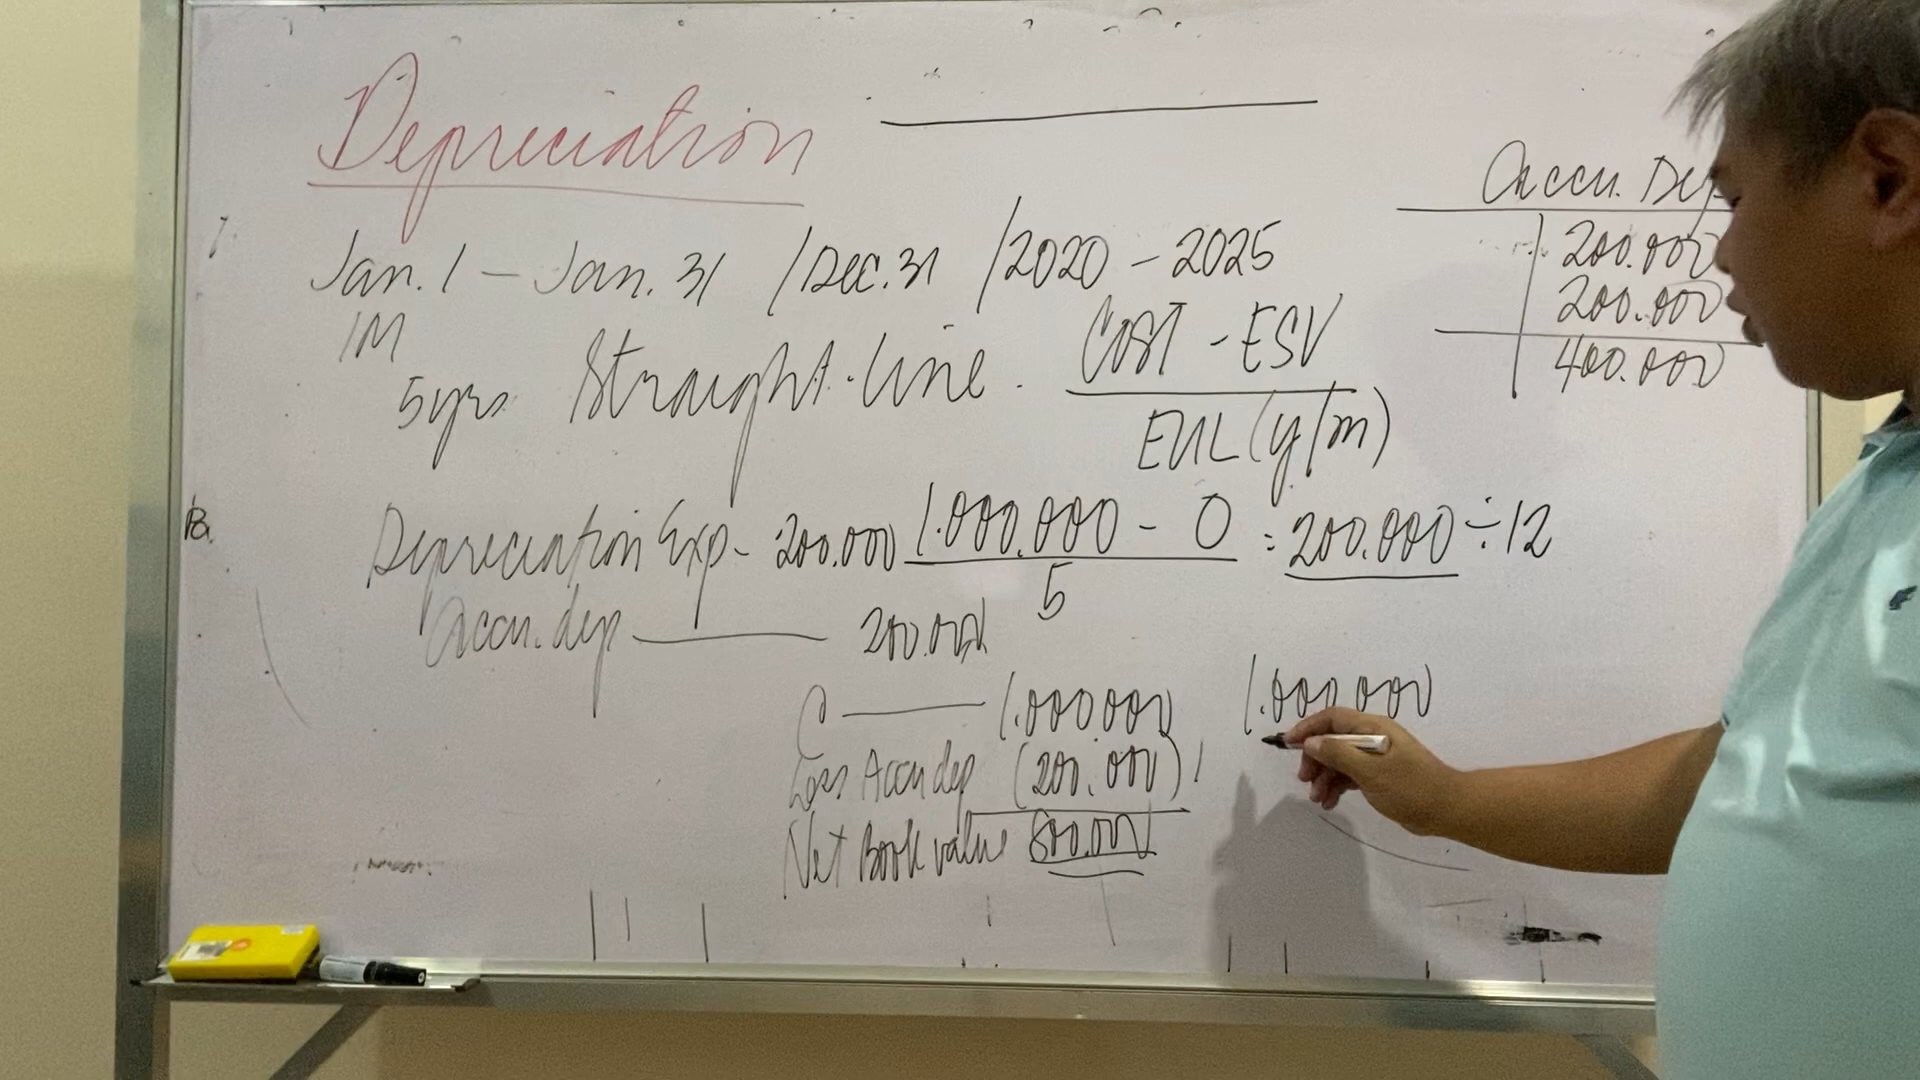 Depreciation
Jan. 1 - Jan. 31 / Dec. 31 / 2020 - 2025
1M
5yrs Straight-line.
Cost - ESV
EUL (y/m)
Accu. Dep
200.000
200.000
400.000
Depreciation Exp - 200.000
1.000.000 - 0 = 200.000 ÷ 12
5
Accu. dep 200.000
C 1.000000 1.000.000
Less Accu dep (200.000) 1
Net Book value 800.000